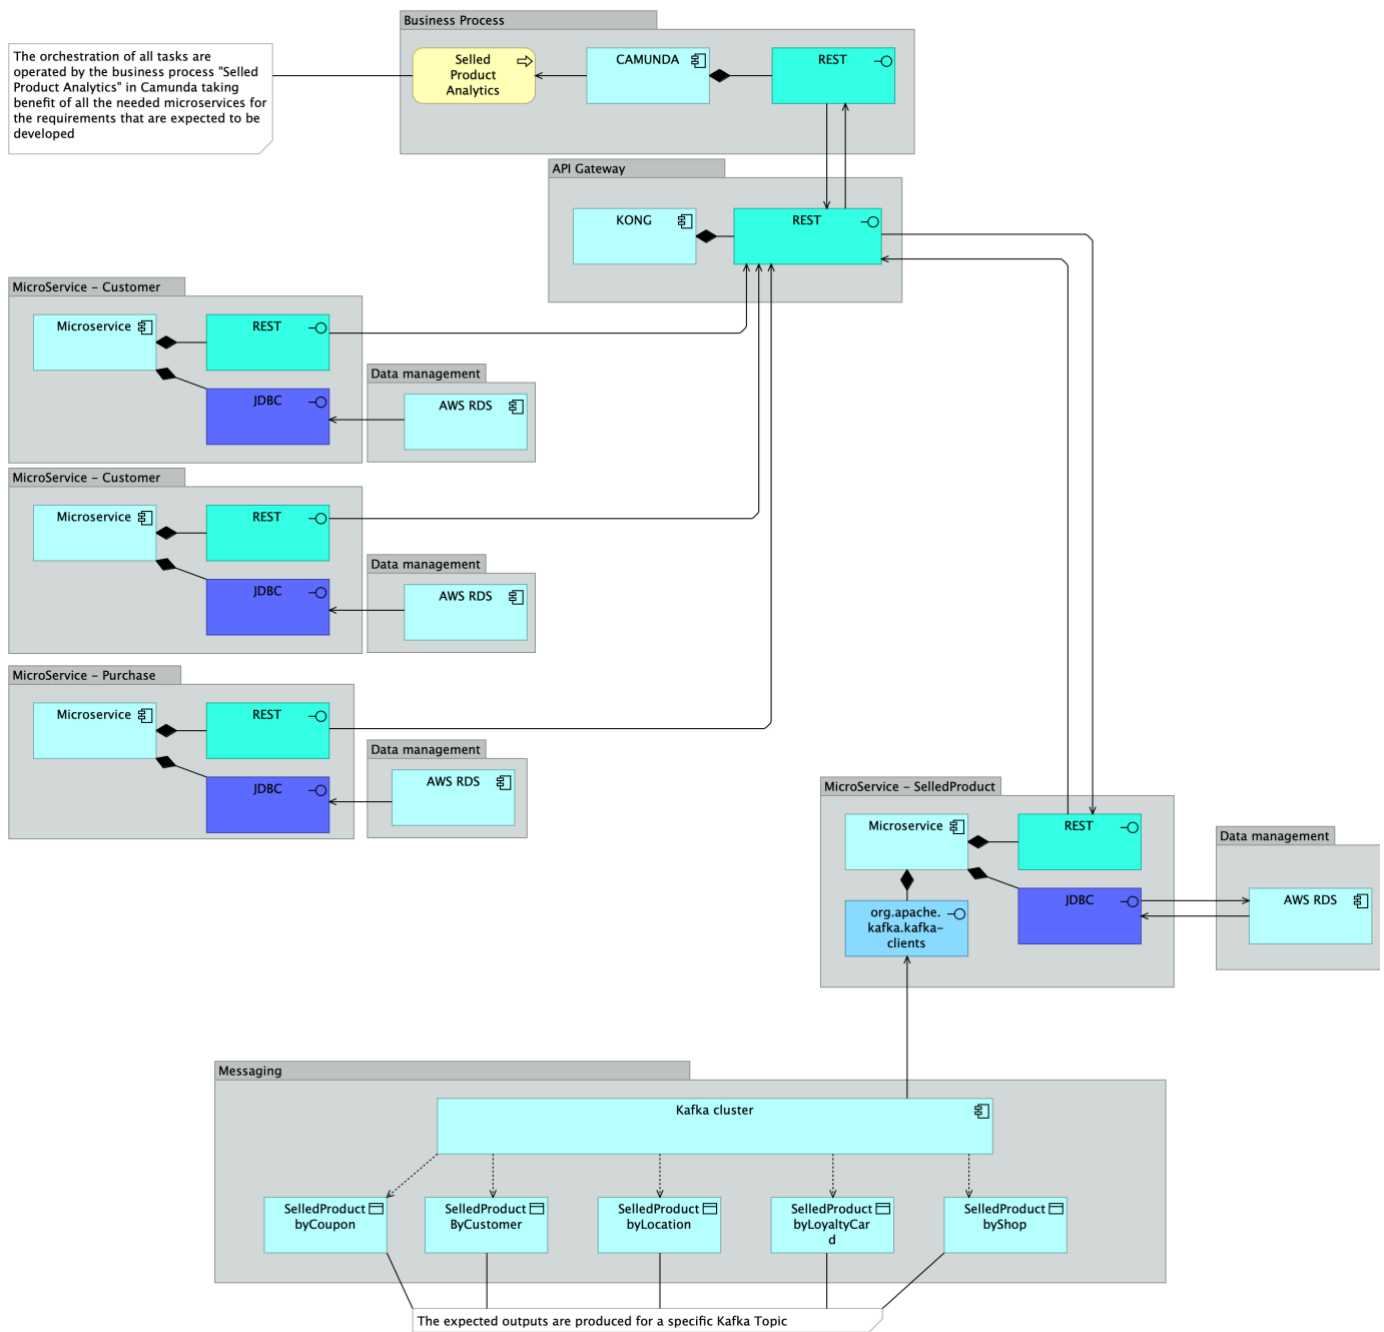 Business Process
The orchestration of all tasks are
operated by the business process "Selled
Product Analytics" in Camunda taking
benefit of all the needed microservices for
the requirements that are expected to be
developed
Selled
Product
Analytics
CAMUNDA
REST
API Gateway
KONG
REST
MicroService - Customer
Microservice
REST
JDBC
Data management
AWS RDS
MicroService - Customer
Microservice
REST
JDBC
Data management
AWS RDS
MicroService - Purchase
Microservice
REST
JDBC
Data management
AWS RDS
MicroService - SelledProduct
Microservice
REST
org.apache.
kafka.kafka-
clients
JDBC
Data management
AWS RDS
Messaging
Kafka cluster
SelledProduct
byCoupon
SelledProduct
ByCustomer
SelledProduct
byLocation
SelledProduct
byLoyaltyCar
d
SelledProduct
byShop
The expected outputs are produced for a specific Kafka Topic